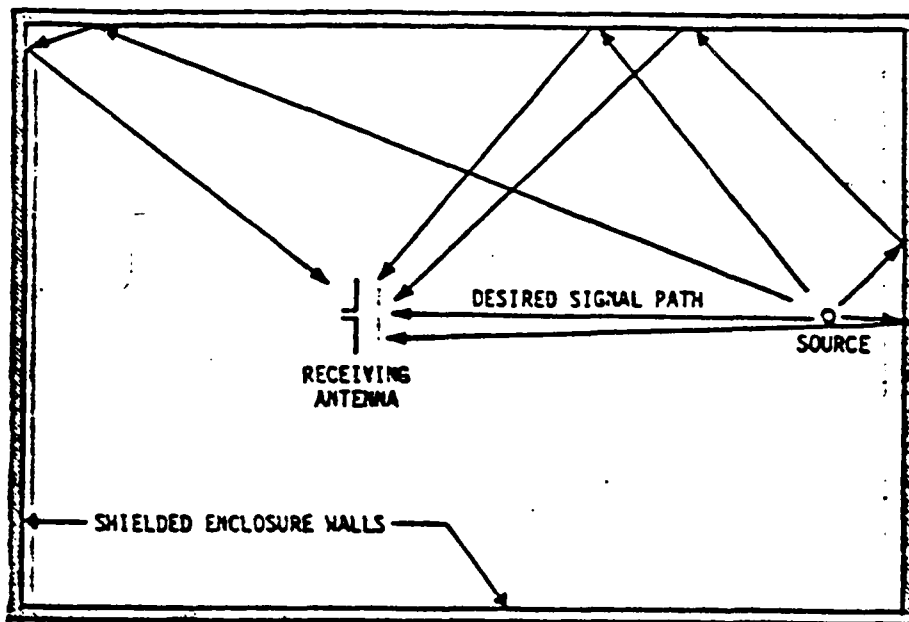 DESIRED SIGNAL PATH
SOURCE
RECEIVING
ANTENNA
SHIELDED ENCLOSURE WALLS